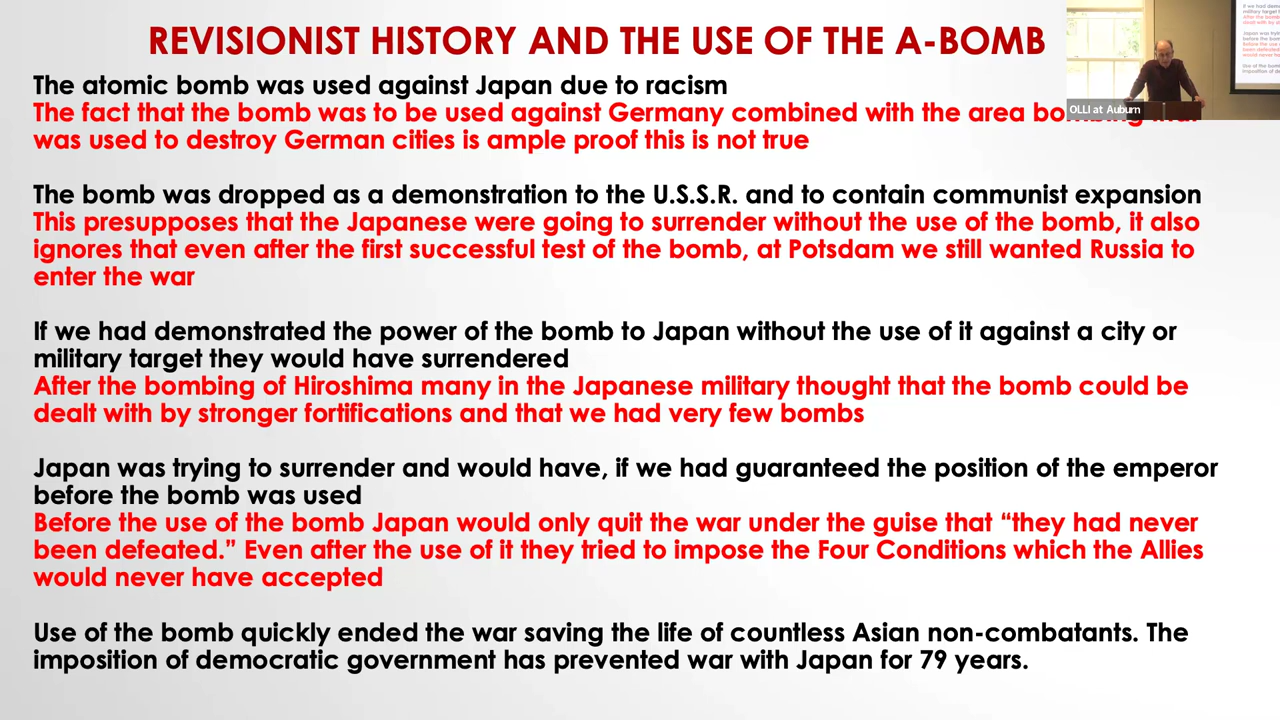 REVISIONIST HISTORY AND THE USE OF THE A-BOMB
The atomic bomb was used against Japan due to racism
The fact that the bomb was to be used against Germany combined with the area
was used to destroy German cities is ample proof this is not true
The bomb was dropped as a demonstration to the U.S.S.R. and to contain communist expansion
This presupposes that the Japanese were going to surrender without the use of the bomb, it also
ignores that even after the first successful test of the bomb, at Potsdam we still wanted Russia to
enter the war
If we had demonstrated the power of the bomb to Japan without the use of it against a city or
military target they would have surrendered
After the bombing of Hiroshima many in the Japanese military thought that the bomb could be
dealt with by stronger fortifications and that we had very few bombs
Japan was trying to surrender and would have, if we had guaranteed the position of the emperor
before the bomb was used
Before the use of the bomb Japan would only quit the war under the guise that “they had never
been defeated.” Even after the use of it they tried to impose the Four Conditions which the Allies
would never have accepted
Use of the bomb quickly ended the war saving the life of countless Asian non-combatants. The
imposition of democratic government has prevented war with Japan for 79 years.
OLLI at Auburn